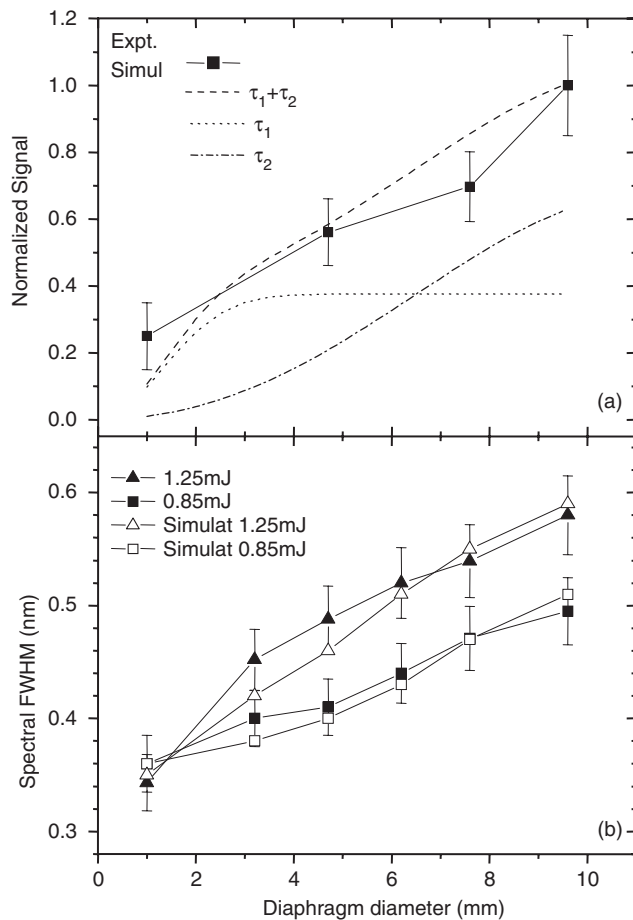 1.2
1.0
0.8
0.6
0.4
0.2
0.0
Normalized Signal
Expt.
Simul
τ1+τ2
τ1
τ2
(a)
0.6
0.5
0.4
0.3
Spectral FWHM (nm)
1.25mJ
0.85mJ
Simulat 1.25mJ
Simulat 0.85mJ
(b)
0 2 4 6 8 10
Diaphragm diameter (mm)